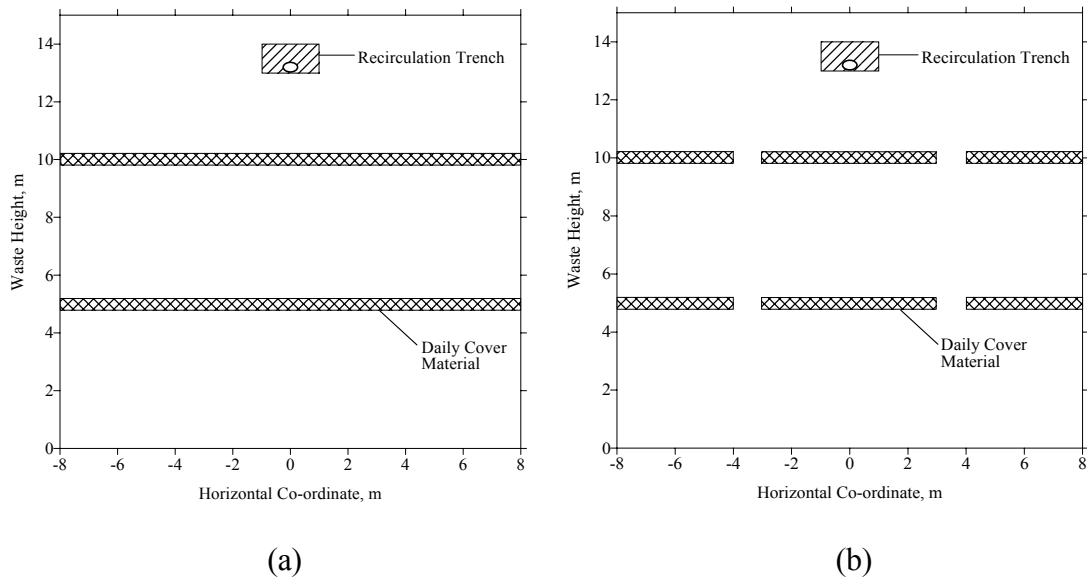 14
12
10
8
6
4
2
0
Waste Height, m
Recirculation Trench
Daily Cover
Material
-8 -6 -4 -2 0 2 4 6 8
Horizontal Co-ordinate, m
(a)
14
12
10
8
6
4
2
0
Waste Height, m
Recirculation Trench
Daily Cover
Material
-8 -6 -4 -2 0 2 4 6 8
Horizontal Co-ordinate, m
(b)